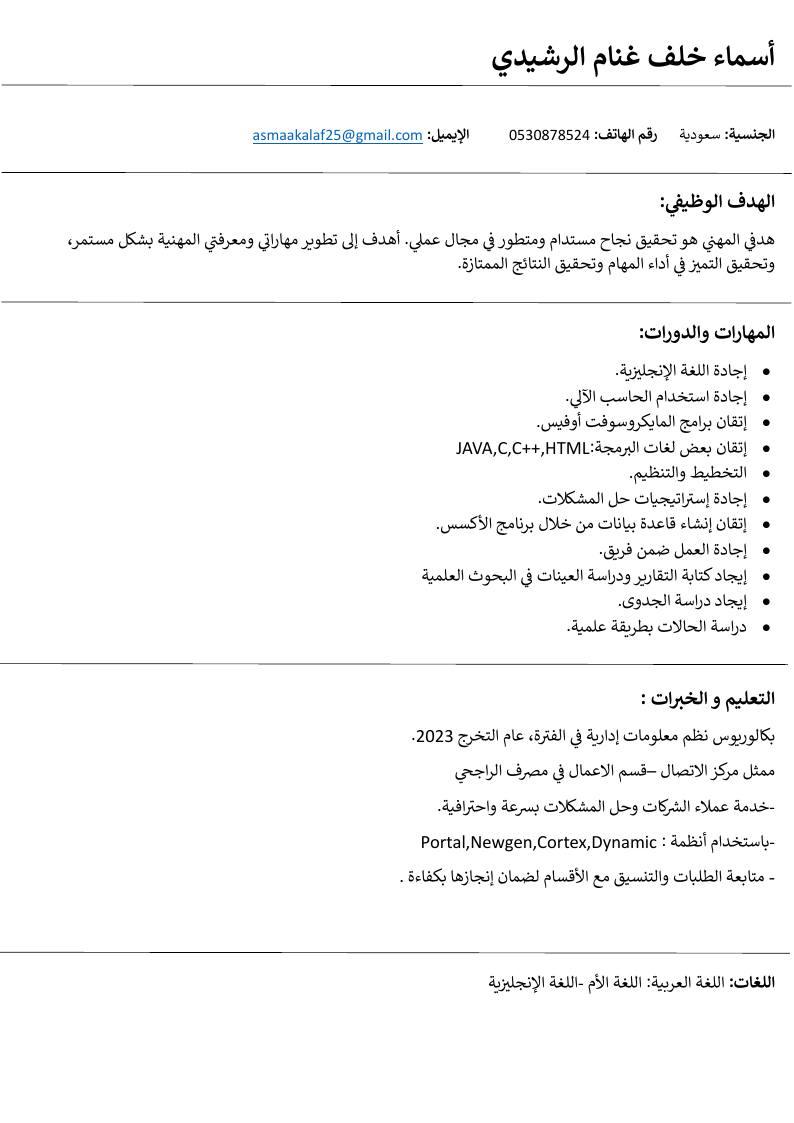 أسماء خلف غنام الرشيدي
الجنسية: سعودية رقم الهاتف: 0530878524 الإيميل: asmaakalaf25@gmail.com
الهدف الوظيفي:
هدفي المهني هو تحقيق نجاح مستدام ومتطور في مجال عملي. أهدف إلى تطوير مهاراتي ومعرفتي المهنية بشكل مستمر،
وتحقيق التميز في أداء المهام وتحقيق النتائج الممتازة.
المهارات والدورات:
● إجادة اللغة الإنجليزية.
● إجادة استخدام الحاسب الآلي.
● إتقان برامج المايكروسوفت أوفيس.
● إتقان بعض لغات البرمجة:JAVA,C,C++,HTML
● التخطيط والتنظيم.
● إجادة إستراتيجيات حل المشكلات.
● إتقان إنشاء قاعدة بيانات من خلال برنامج الأكسس.
● إجادة العمل ضمن فريق.
● إيجاد كتابة التقارير ودراسة العينات في البحوث العلمية
● إيجاد دراسة الجدوى.
● دراسة الحالات بطريقة علمية.
التعليم و الخبرات :
بكالوريوس نظم معلومات إدارية في الفترة، عام التخرج 2023.
ممثل مركز الاتصال –قسم الاعمال في مصرف الراجحي
-خدمة عملاء الشركات وحل المشكلات بسرعة واحترافية.
-باستخدام أنظمة : Portal,Newgen,Cortex,Dynamic
- متابعة الطلبات والتنسيق مع الأقسام لضمان إنجازها بكفاءة .
اللغات: اللغة العربية: اللغة الأم -اللغة الإنجليزية